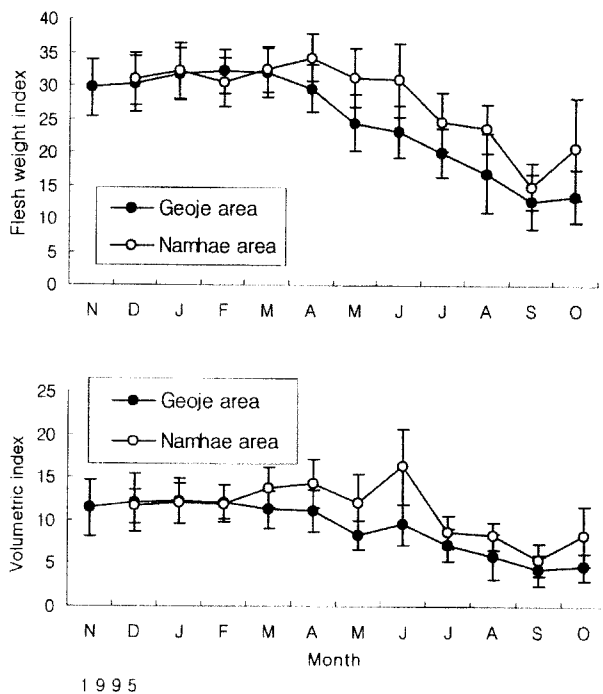 40
35
30
25
20
15
10
5
0
Flesh weight index
Geoje area
Namhae area
N D J F M A M J J A S O
25
20
15
10
5
0
Volumetric index
Geoje area
Namhae area
N D J F M A M J J A S O
Month
1995